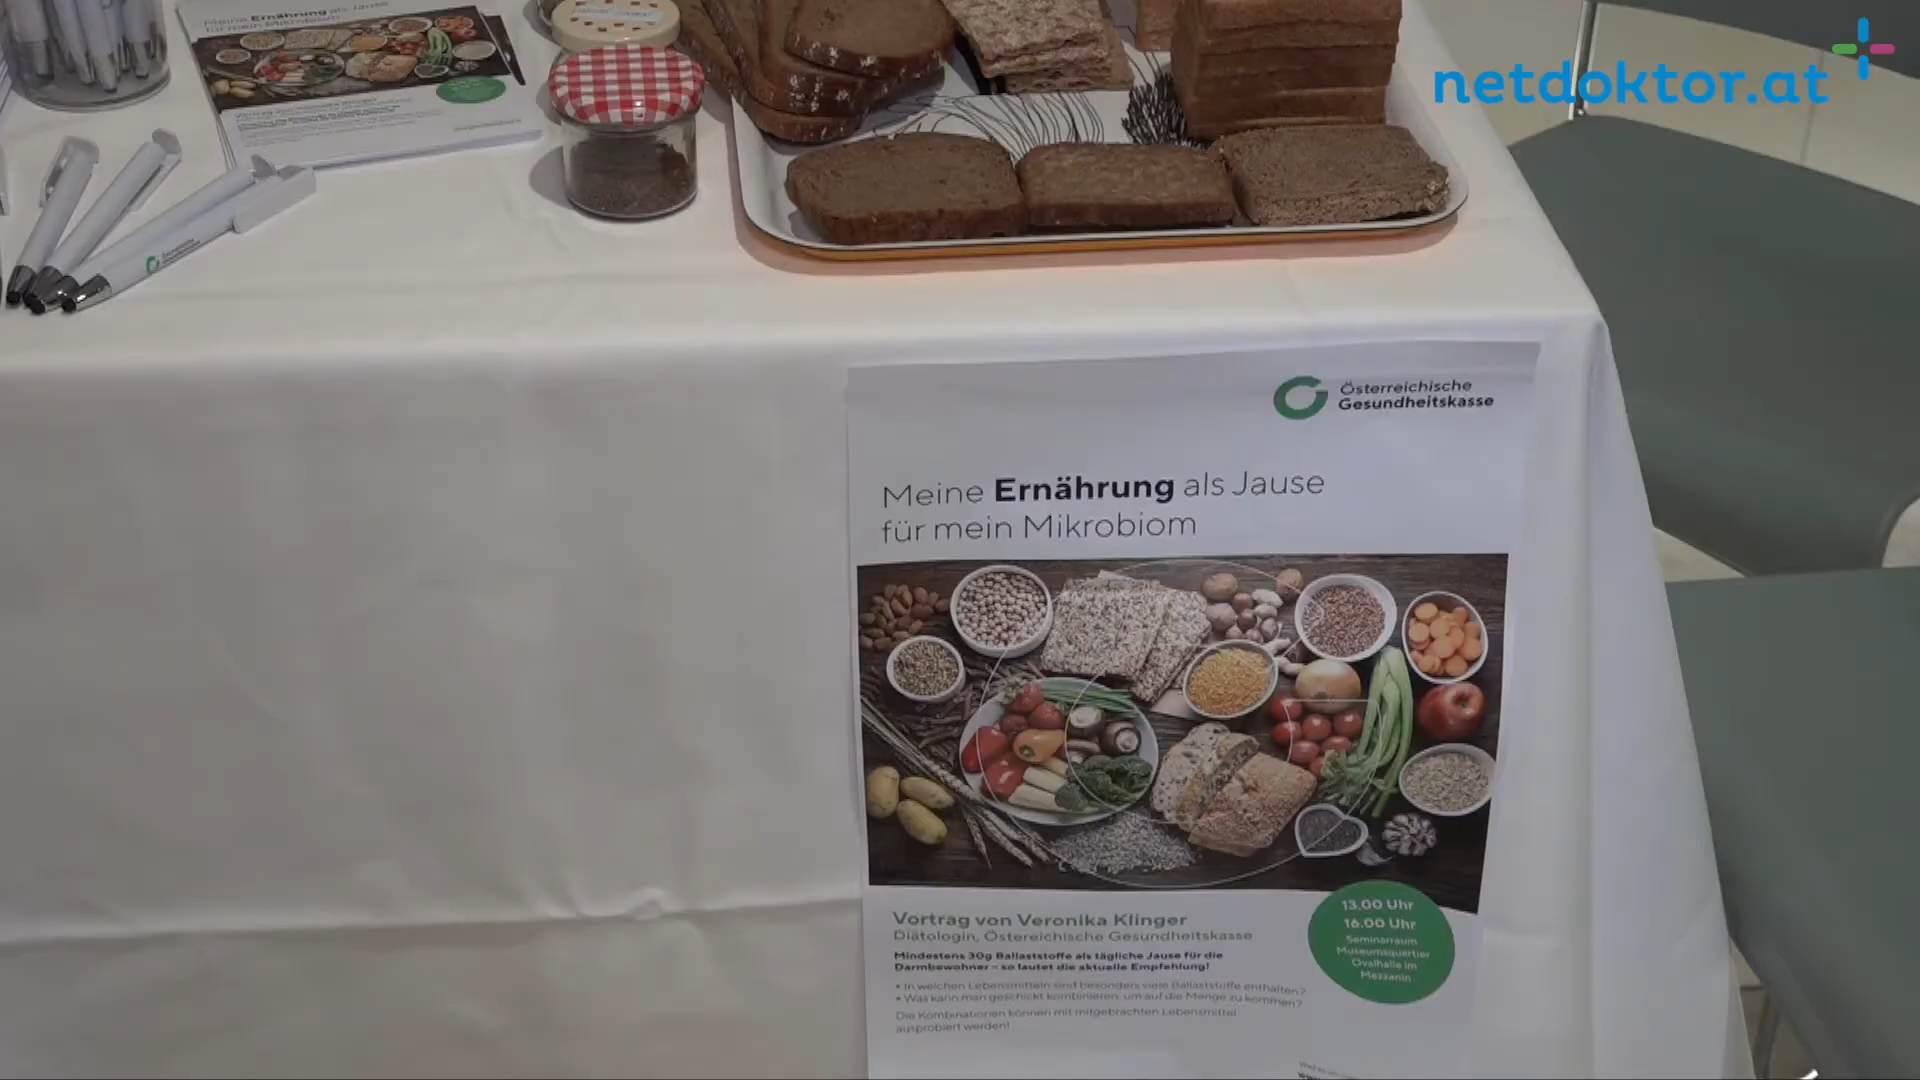 netdoktor.at
Meine Ernährung als Jause
für mein Mikrobiom
Österreichische
Gesundheitskasse
Meine Ernährung als Jause
für mein Mikrobiom
Vortrag von Veronika Klinger
Diätologin, Östereichische Gesundheitskasse
Mindestens 30g Ballaststoffe als tägliche Jause für die
Darmbewohner – so lautet die aktuelle Empfehlung!
• In welchen Lebensmitteln sind besonders viele Ballaststoffe enthalten?
• Was kann man geschickt kombinieren, um auf die Menge zu kommen?
Die Kombinationen können mit mitgebrachten Lebensmittel
ausprobiert werden!
13.00 Uhr
16.00 Uhr
Seminarraum
Museumsquartier
Ovalhalle im
Mezzanin